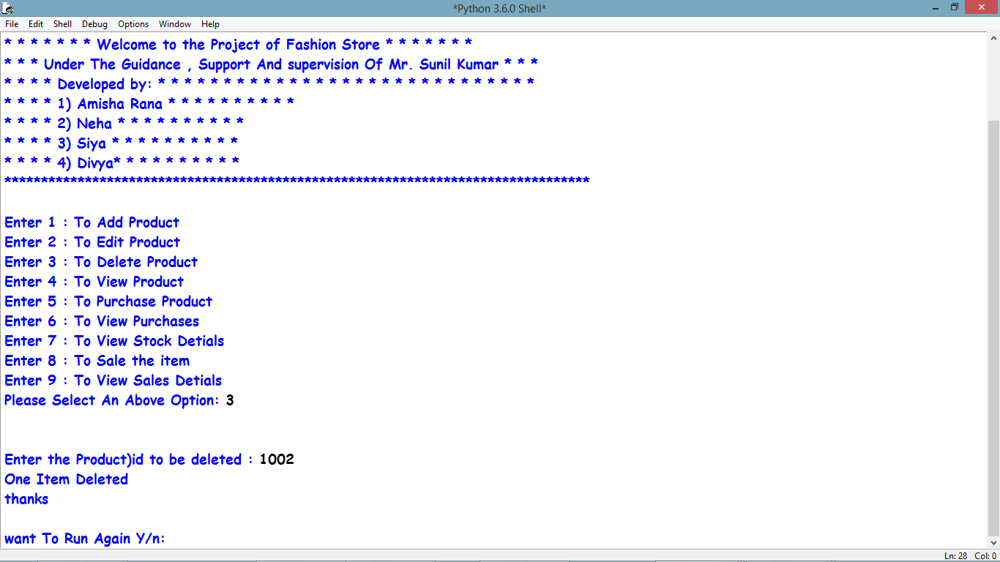 *Python 3.6.0 Shell*
File Edit Shell Debug Options Window Help
* * * * * * * Welcome to the Project of Fashion Store * * * * * * *
* * * Under The Guidance , Support And supervision Of Mr. Sunil Kumar * * *
* * * * Developed by: * * * * * * * * * * * * * * * * * * * * * * * * * * * * *
* * * * 1) Amisha Rana * * * * * * * * * *
* * * * 2) Neha * * * * * * * * * *
* * * * 3) Siya * * * * * * * * * *
* * * * 4) Divya* * * * * * * * * *
********************************************************************************
Enter 1 : To Add Product
Enter 2 : To Edit Product
Enter 3 : To Delete Product
Enter 4 : To View Product
Enter 5 : To Purchase Product
Enter 6 : To View Purchases
Enter 7 : To View Stock Detials
Enter 8 : To Sale the item
Enter 9 : To View Sales Detials
Please Select An Above Option: 3
Enter the Product)id to be deleted : 1002
One Item Deleted
thanks
want To Run Again Y/n:
Ln: 28 Col: 0